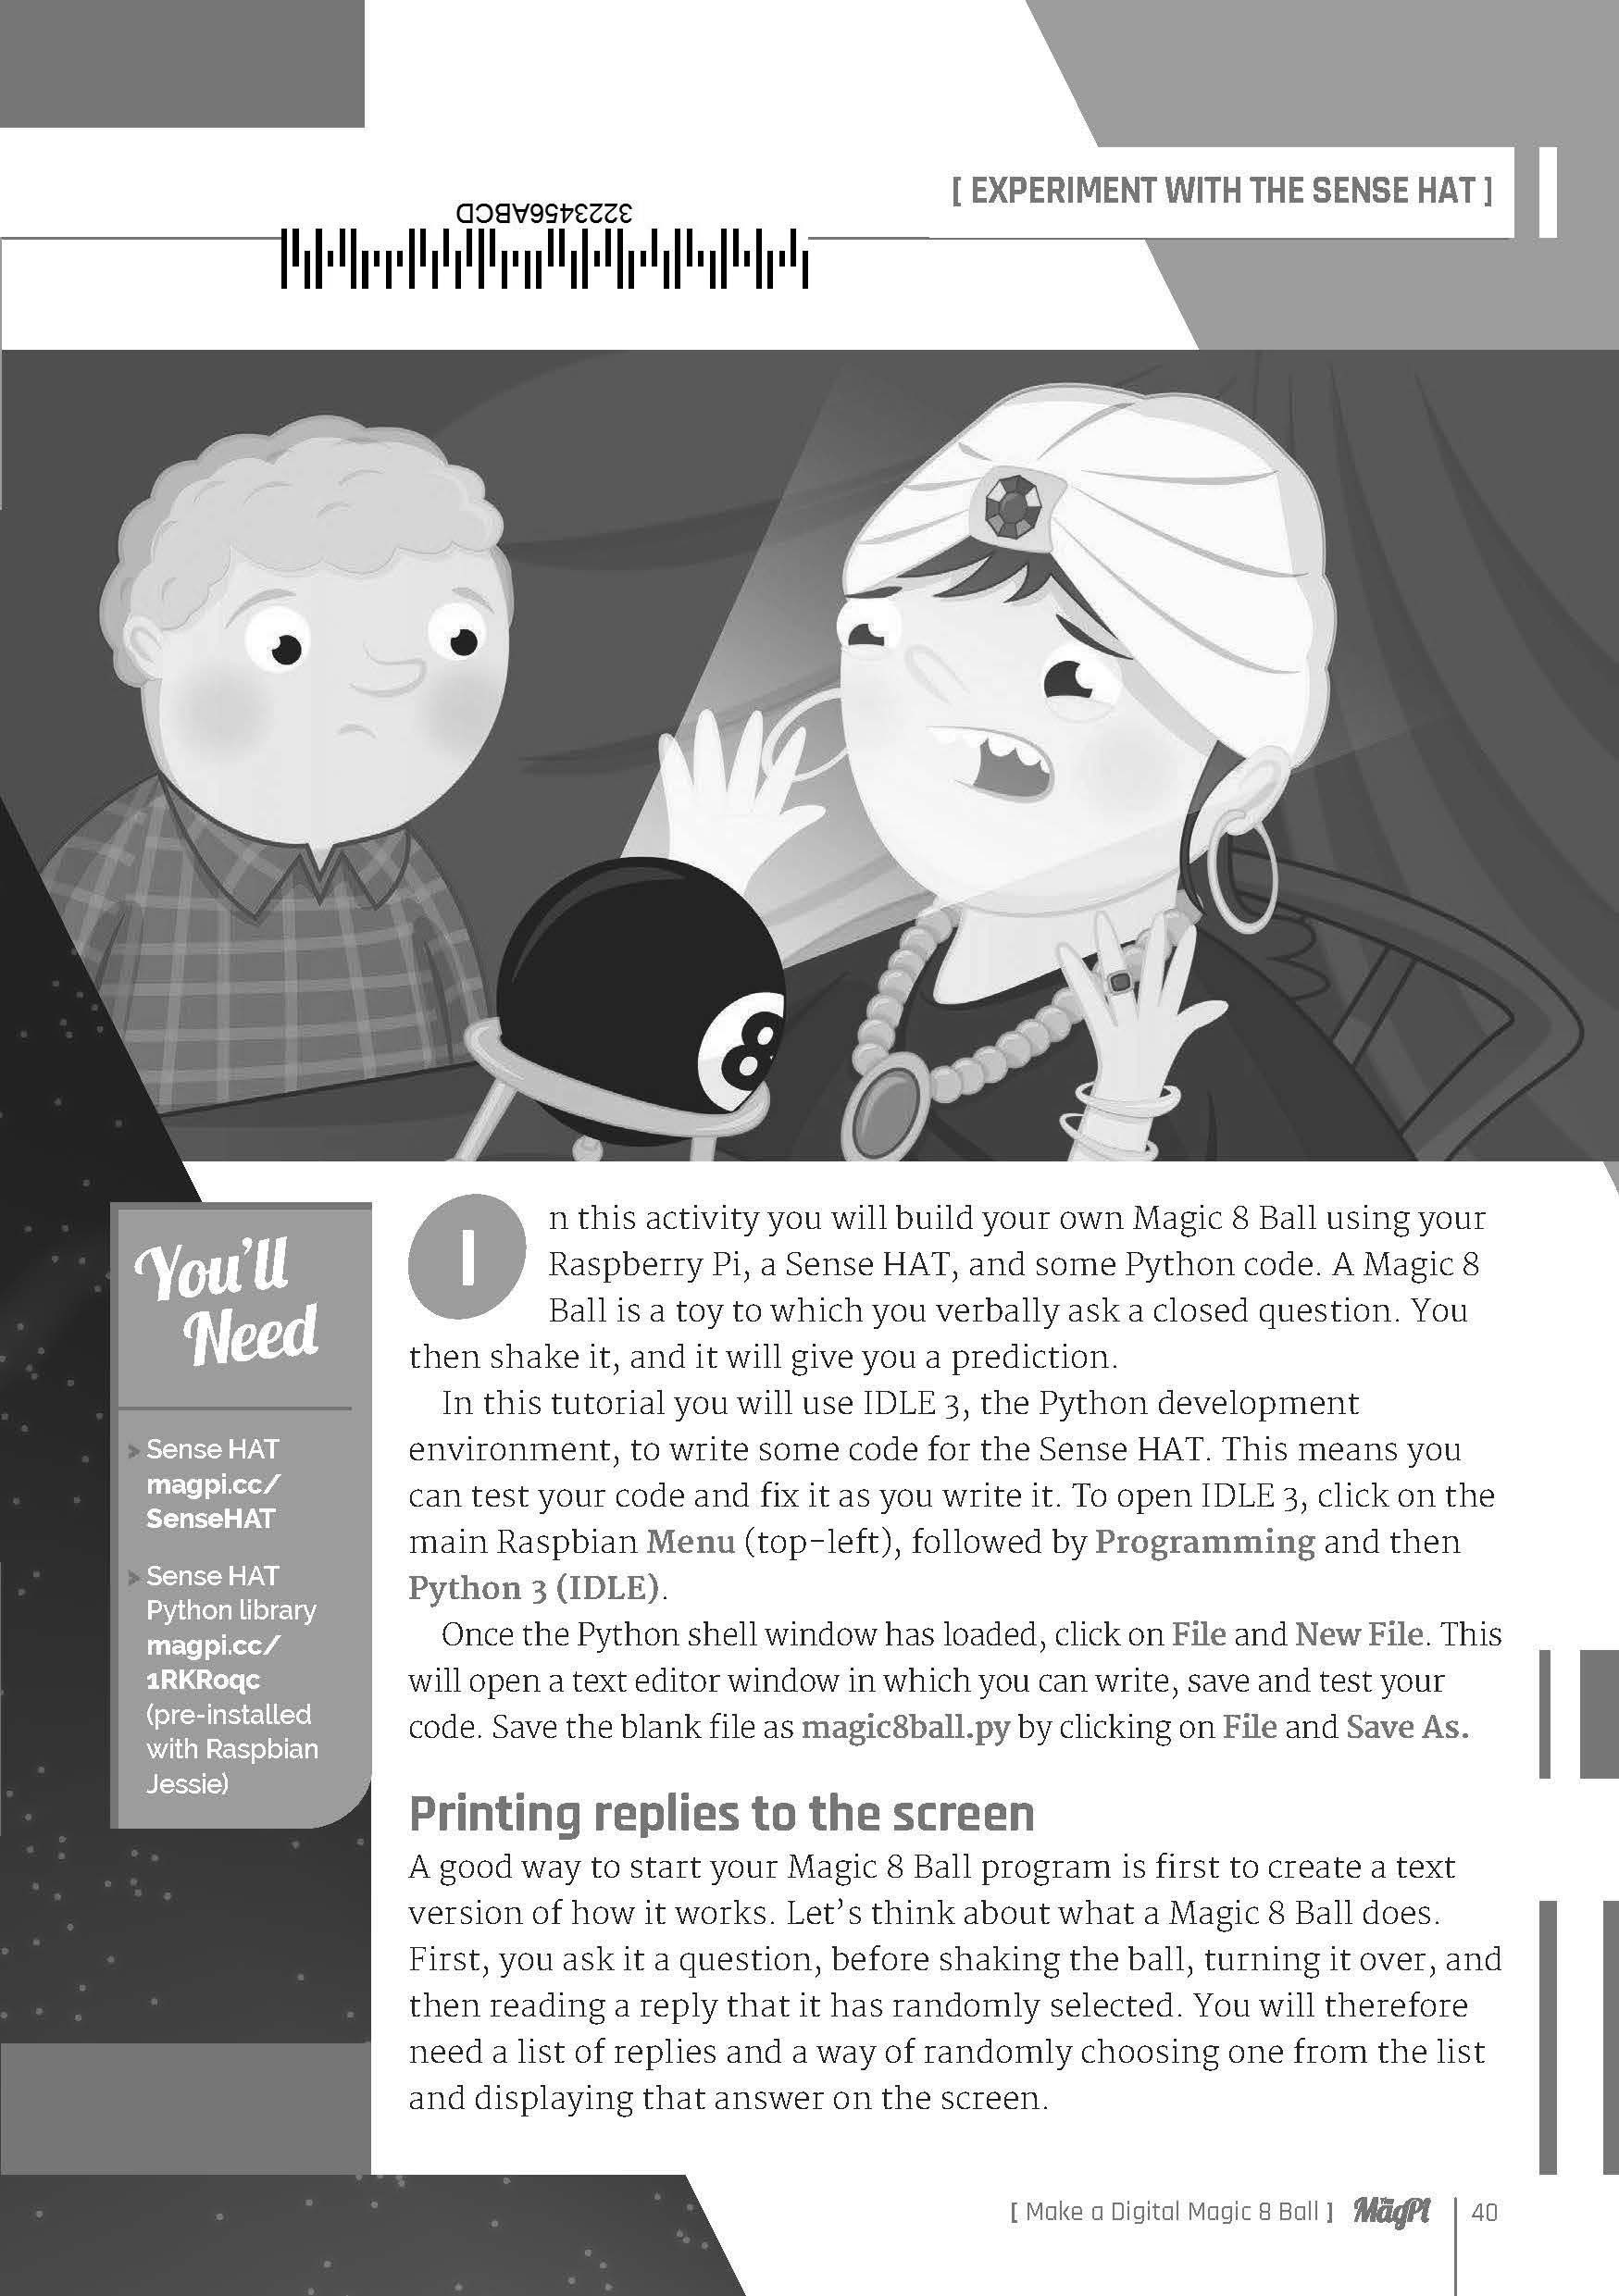 [ EXPERIMENT WITH THE SENSE HAT ]
3223456ABCD
8
You'll
Need
> Sense HAT
magpi.cc/
SenseHAT
> Sense HAT
Python library
magpi.cc/
1RKRoqc
(pre-installed
with Raspbian
Jessie)
In this activity you will build your own Magic 8 Ball using your
Raspberry Pi, a Sense HAT, and some Python code. A Magic 8
Ball is a toy to which you verbally ask a closed question. You
then shake it, and it will give you a prediction.
In this tutorial you will use IDLE 3, the Python development
environment, to write some code for the Sense HAT. This means you
can test your code and fix it as you write it. To open IDLE 3, click on the
main Raspbian Menu (top-left), followed by Programming and then
Python 3 (IDLE).
Once the Python shell window has loaded, click on File and New File. This
will open a text editor window in which you can write, save and test your
code. Save the blank file as magic8ball.py by clicking on File and Save As.
Printing replies to the screen
A good way to start your Magic 8 Ball program is first to create a text
version of how it works. Let's think about what a Magic 8 Ball does.
First, you ask it a question, before shaking the ball, turning it over, and
then reading a reply that it has randomly selected. You will therefore
need a list of replies and a way of randomly choosing one from the list
and displaying that answer on the screen.
[ Make a Digital Magic 8 Ball ] The MagPi 40